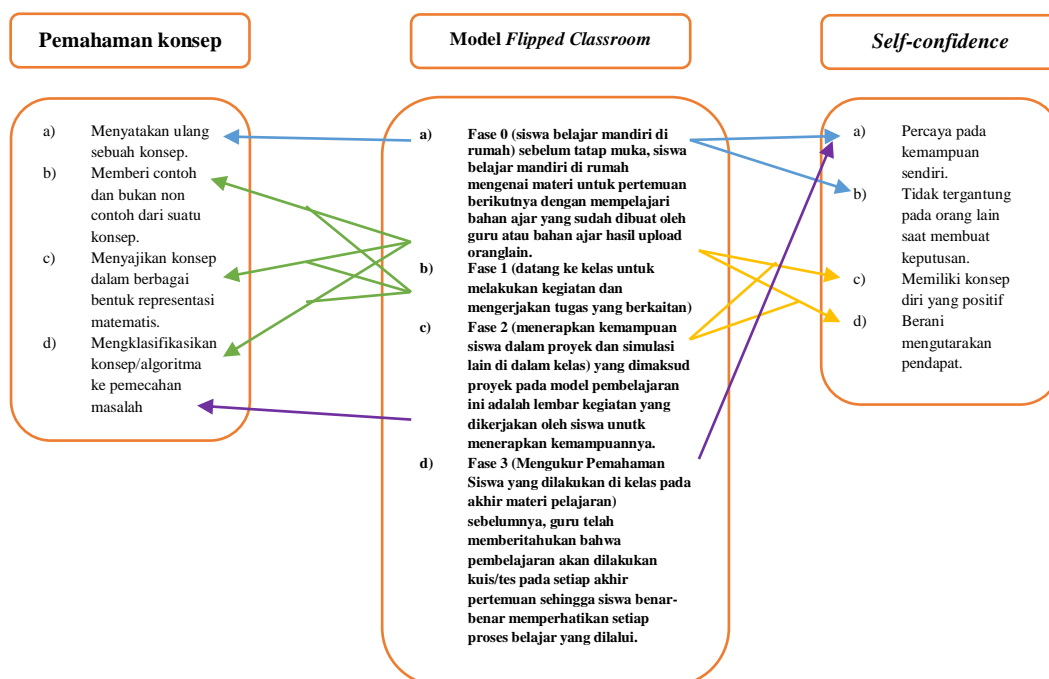 Pemahaman konsep
Model Flipped Classroom
Self-confidence
a) Menyatakan ulang
sebuah konsep.
b) Memberi contoh
dan bukan non
contoh dari suatu
konsep.
c) Menyajikan konsep
dalam berbagai
bentuk representasi
matematis.
d) Mengklasifikasikan
konsep/algoritma
ke pemecahan
masalah
a) Fase 0 (siswa belajar mandiri di
rumah) sebelum tatap muka, siswa
belajar mandiri di rumah
mengenai materi untuk pertemuan
berikutnya dengan mempelajari
bahan ajar yang sudah dibuat oleh
guru atau bahan ajar hasil upload
oranglain.
b) Fase 1 (datang ke kelas untuk
melakukan kegiatan dan
mengerjakan tugas yang berkaitan)
c) Fase 2 (menerapkan kemampuan
siswa dalam proyek dan simulasi
lain di dalam kelas) yang dimaksud
proyek pada model pembelajaran
ini adalah lembar kegiatan yang
dikerjakan oleh siswa unutk
menerapkan kemampuannya.
d) Fase 3 (Mengukur Pemahaman
Siswa yang dilakukan di kelas pada
akhir materi pelajaran)
sebelumnya, guru telah
memberitahukan bahwa
pembelajaran akan dilakukan
kuis/tes pada setiap akhir
pertemuan sehingga siswa benar-
benar memperhatikan setiap
proses belajar yang dilalui.
a) Percaya pada
kemampuan
sendiri.
b) Tidak tergantung
pada orang lain
saat membuat
keputusan.
c) Memiliki konsep
diri yang positif
d) Berani
mengutarakan
pendapat.